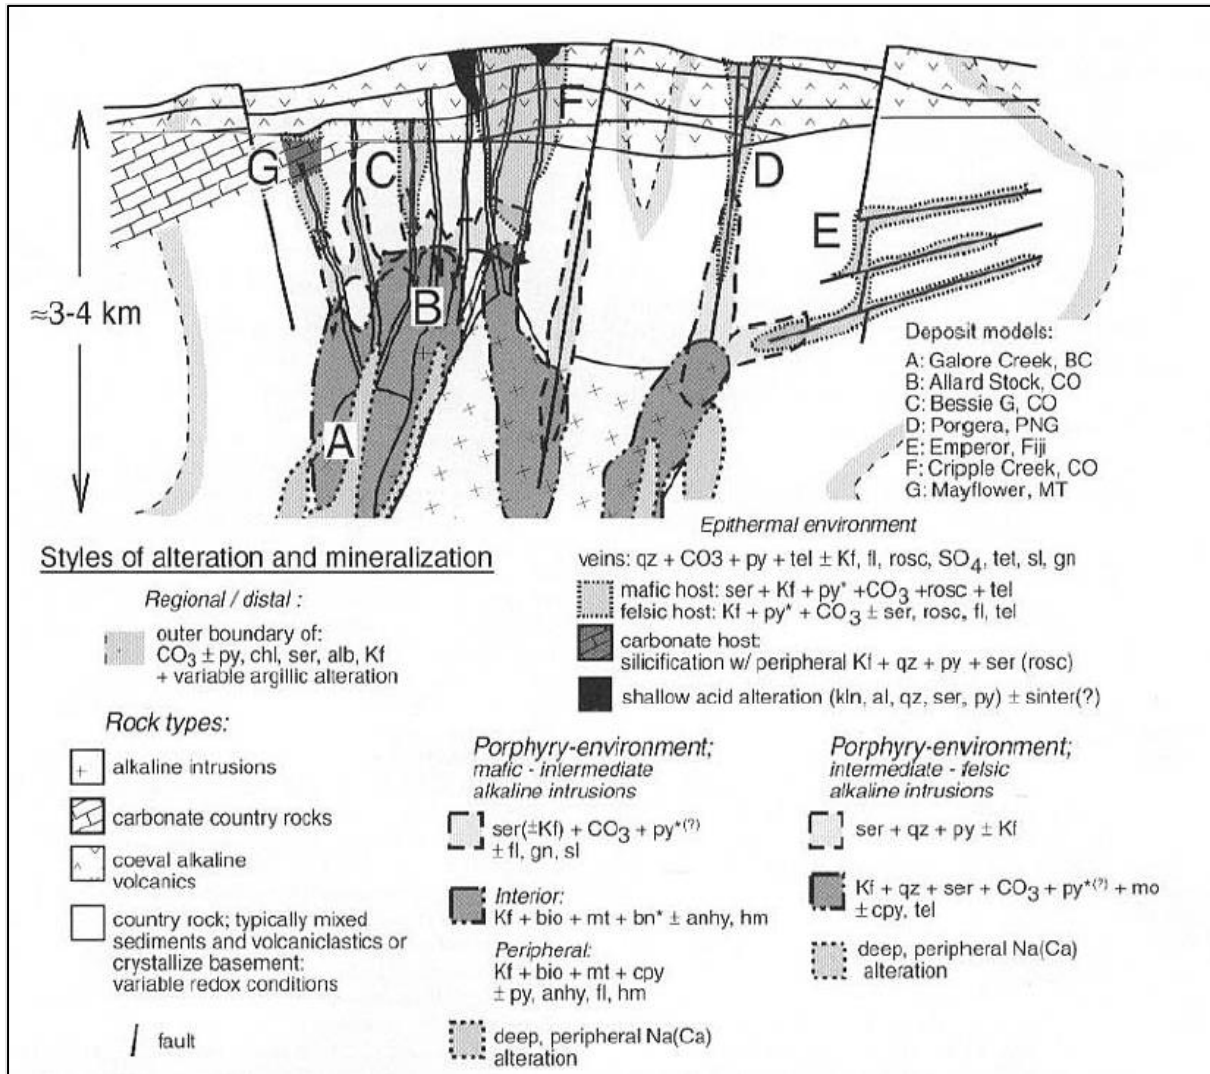 F
G
C
D
E
B
≈3-4 km
A
Deposit models:
A: Galore Creek, BC
B: Allard Stock, CO
C: Bessie G, CO
D: Porgera, PNG
E: Emperor, Fiji
F: Cripple Creek, CO
G: Mayflower, MT
Styles of alteration and mineralization
Regional / distal :
outer boundary of:
CO3 ± py, chl, ser, alb, Kf
+ variable argillic alteration
Rock types:
alkaline intrusions
carbonate country rocks
coeval alkaline
volcanics
country rock; typically mixed
sediments and volcaniclastics or
crystallize basement:
variable redox conditions
fault
Epithermal environment
veins: qz + CO3 + py + tel ± Kf, fl, rosc, SO4, tet, sl, gn
mafic host: ser + Kf + py* +CO3 +rosc + tel
felsic host: Kf + py* + CO3 ± ser, rosc, fl, tel
carbonate host:
silicification w/ peripheral Kf + qz + py + ser (rosc)
shallow acid alteration (kln, al, qz, ser, py) ± sinter(?)
Porphyry-environment;
mafic - intermediate
alkaline intrusions
ser(±Kf) + CO3 + py*(?)
± fl, gn, sl
Interior:
Kf + bio + mt + bn* ± anhy, hm
Peripheral:
Kf + bio + mt + cpy
± py, anhy, fl, hm
deep, peripheral Na(Ca)
alteration
Porphyry-environment;
intermediate - felsic
alkaline intrusions
ser + qz + py ± Kf
Kf + qz + ser + CO3 + py*(?) + mo
± cpy, tel
deep, peripheral Na(Ca)
alteration